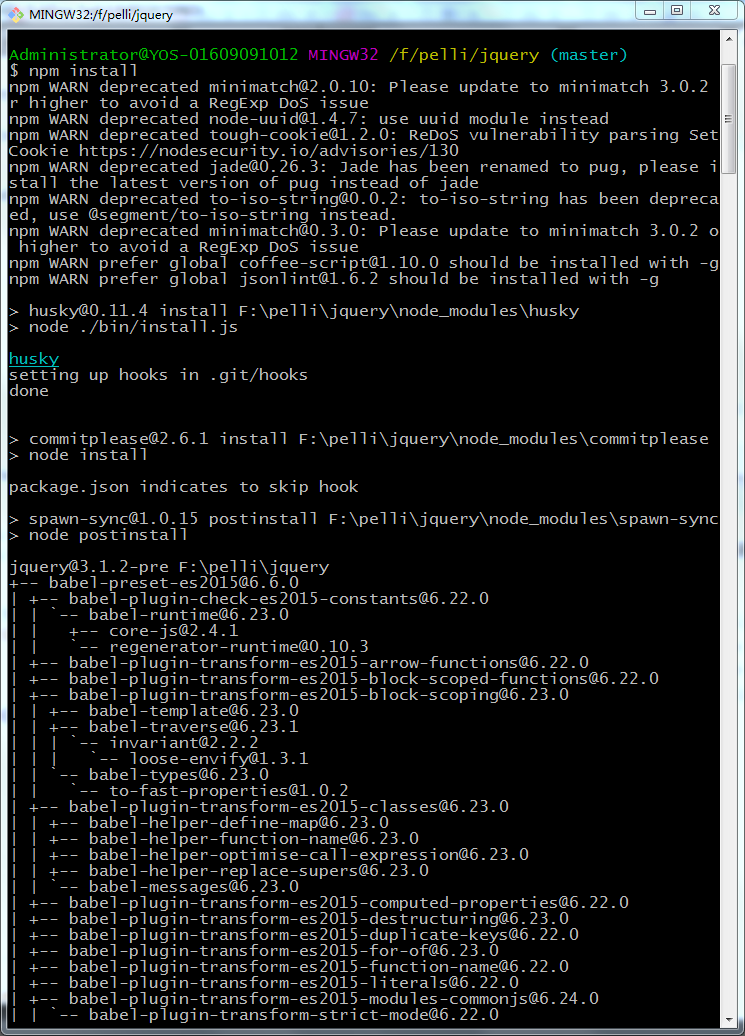 MINGW32:/f/pelli/jquery
Administrator@YOS-01609091012 MINGW32 /f/pelli/jquery (master)
$ npm install
npm WARN deprecated minimatch@2.0.10: Please update to minimatch 3.0.2
r higher to avoid a RegExp DoS issue
npm WARN deprecated node-uuid@1.4.7: use uuid module instead
npm WARN deprecated tough-cookie@1.2.0: ReDoS vulnerability parsing Set
Cookie https://nodesecurity.io/advisories/130
npm WARN deprecated jade@0.26.3: Jade has been renamed to pug, please i
stall the latest version of pug instead of jade
npm WARN deprecated to-iso-string@0.0.2: to-iso-string has been depreca
ed, use @segment/to-iso-string instead.
npm WARN deprecated minimatch@0.3.0: Please update to minimatch 3.0.2 o
 higher to avoid a RegExp DoS issue
npm WARN prefer global coffee-script@1.10.0 should be installed with -g
npm WARN prefer global jsonlint@1.6.2 should be installed with -g
> husky@0.11.4 install F:\pelli\jquery\node_modules\husky
> node ./bin/install.js
husky
setting up hooks in .git/hooks
done
> commitplease@2.6.1 install F:\pelli\jquery\node_modules\commitplease
> node install
package.json indicates to skip hook
> spawn-sync@1.0.15 postinstall F:\pelli\jquery\node_modules\spawn-sync
> node postinstall
jquery@3.1.2-pre F:\pelli\jquery
+-- babel-preset-es2015@6.6.0
| +-- babel-plugin-check-es2015-constants@6.22.0
| | `-- babel-runtime@6.23.0
| |   +-- core-js@2.4.1
| |   `-- regenerator-runtime@0.10.3
| +-- babel-plugin-transform-es2015-arrow-functions@6.22.0
| +-- babel-plugin-transform-es2015-block-scoped-functions@6.22.0
| +-- babel-plugin-transform-es2015-block-scoping@6.23.0
| | +-- babel-template@6.23.0
| | +-- babel-traverse@6.23.1
| | | `-- invariant@2.2.2
| | |   `-- loose-envify@1.3.1
| | `-- babel-types@6.23.0
| |   `-- to-fast-properties@1.0.2
| +-- babel-plugin-transform-es2015-classes@6.23.0
| | +-- babel-helper-define-map@6.23.0
| | +-- babel-helper-function-name@6.23.0
| | +-- babel-helper-optimise-call-expression@6.23.0
| | +-- babel-helper-replace-supers@6.23.0
| | `-- babel-messages@6.23.0
| +-- babel-plugin-transform-es2015-computed-properties@6.22.0
| +-- babel-plugin-transform-es2015-destructuring@6.23.0
| +-- babel-plugin-transform-es2015-duplicate-keys@6.22.0
| +-- babel-plugin-transform-es2015-for-of@6.23.0
| +-- babel-plugin-transform-es2015-function-name@6.22.0
| +-- babel-plugin-transform-es2015-literals@6.22.0
| +-- babel-plugin-transform-es2015-modules-commonjs@6.24.0
| | `-- babel-plugin-transform-strict-mode@6.22.0